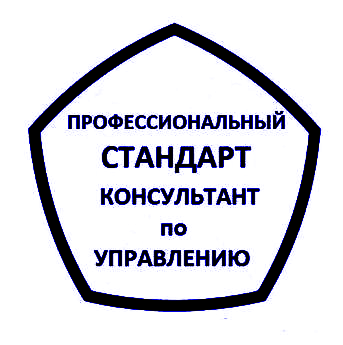 ПРОФЕССИОНАЛЬНЫЙ
СТАНДАРТ
КОНСУЛЬТАНТ
по
УПРАВЛЕНИЮ